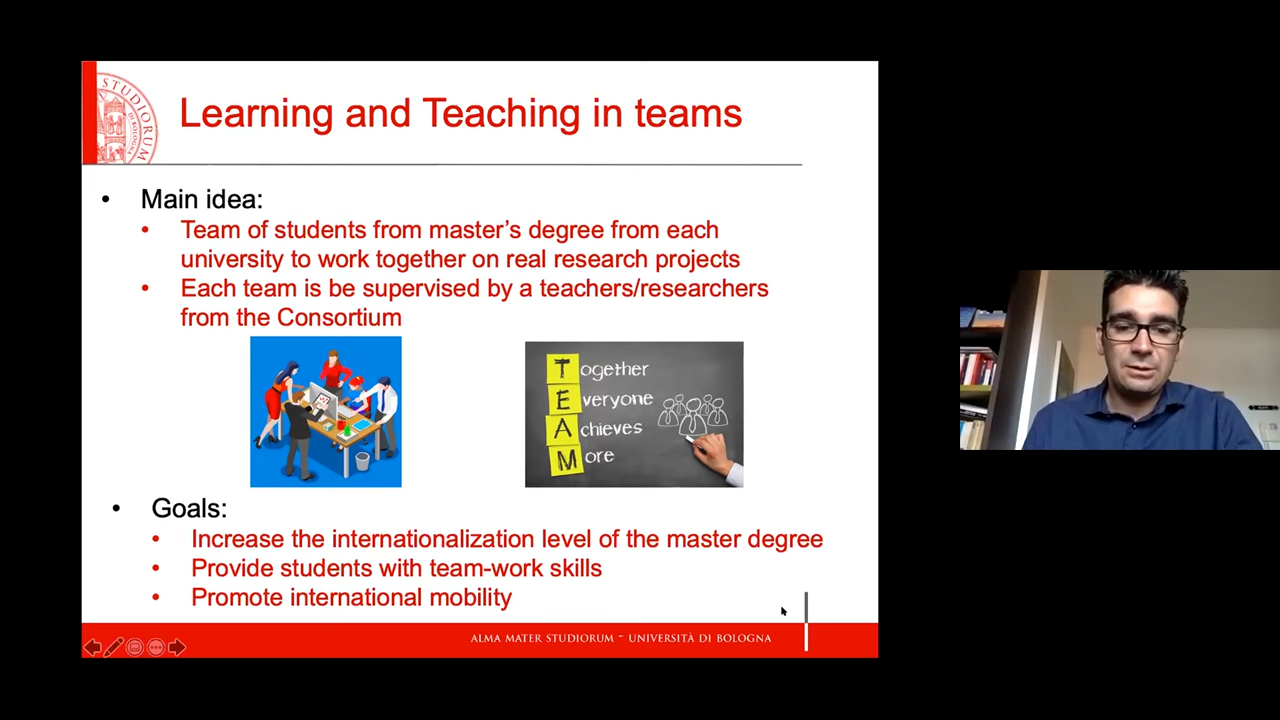 STUDIORUM
DI BOLOGNA
Learning and Teaching in teams
• Main idea:
• Team of students from master’s degree from each
university to work together on real research projects
• Each team is be supervised by a teachers/researchers
from the Consortium
Together
Everyone
Achieves
More
• Goals:
• Increase the internationalization level of the master degree
• Provide students with team-work skills
• Promote international mobility
ALMA MATER STUDIORUM ~ UNIVERSITÀ DI BOLOGNA